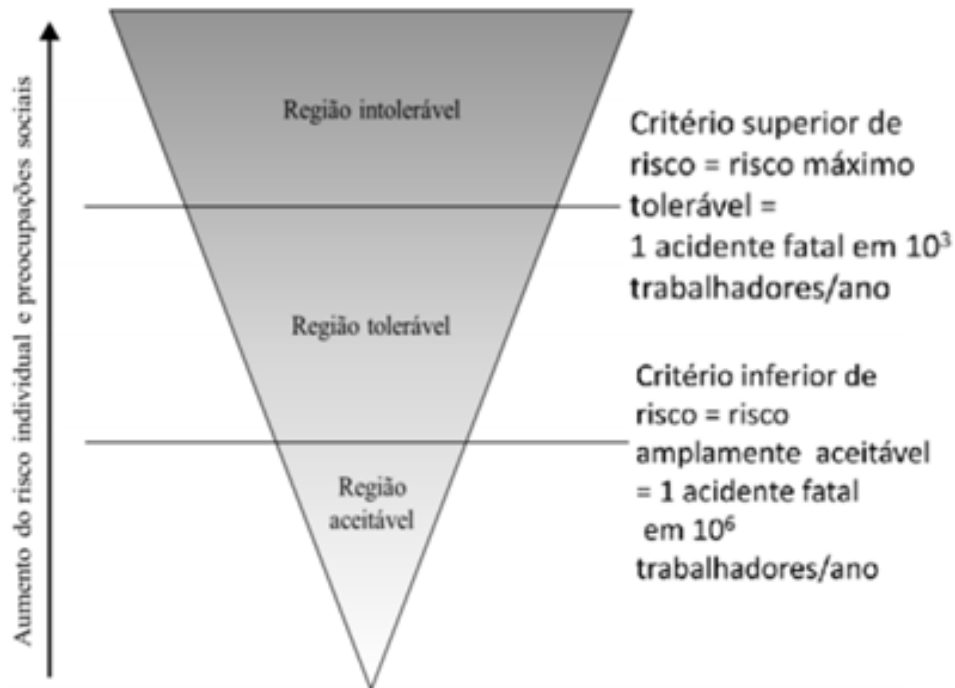 Aumento do risco individual e preocupações sociais
Região intolerável
Critério superior de
risco = risco máximo
tolerável =
1 acidente fatal em 10³
trabalhadores/ano
Região tolerável
Critério inferior de
risco = risco
amplamente aceitável
= 1 acidente fatal
em 10⁶
trabalhadores/ano
Região
aceitável